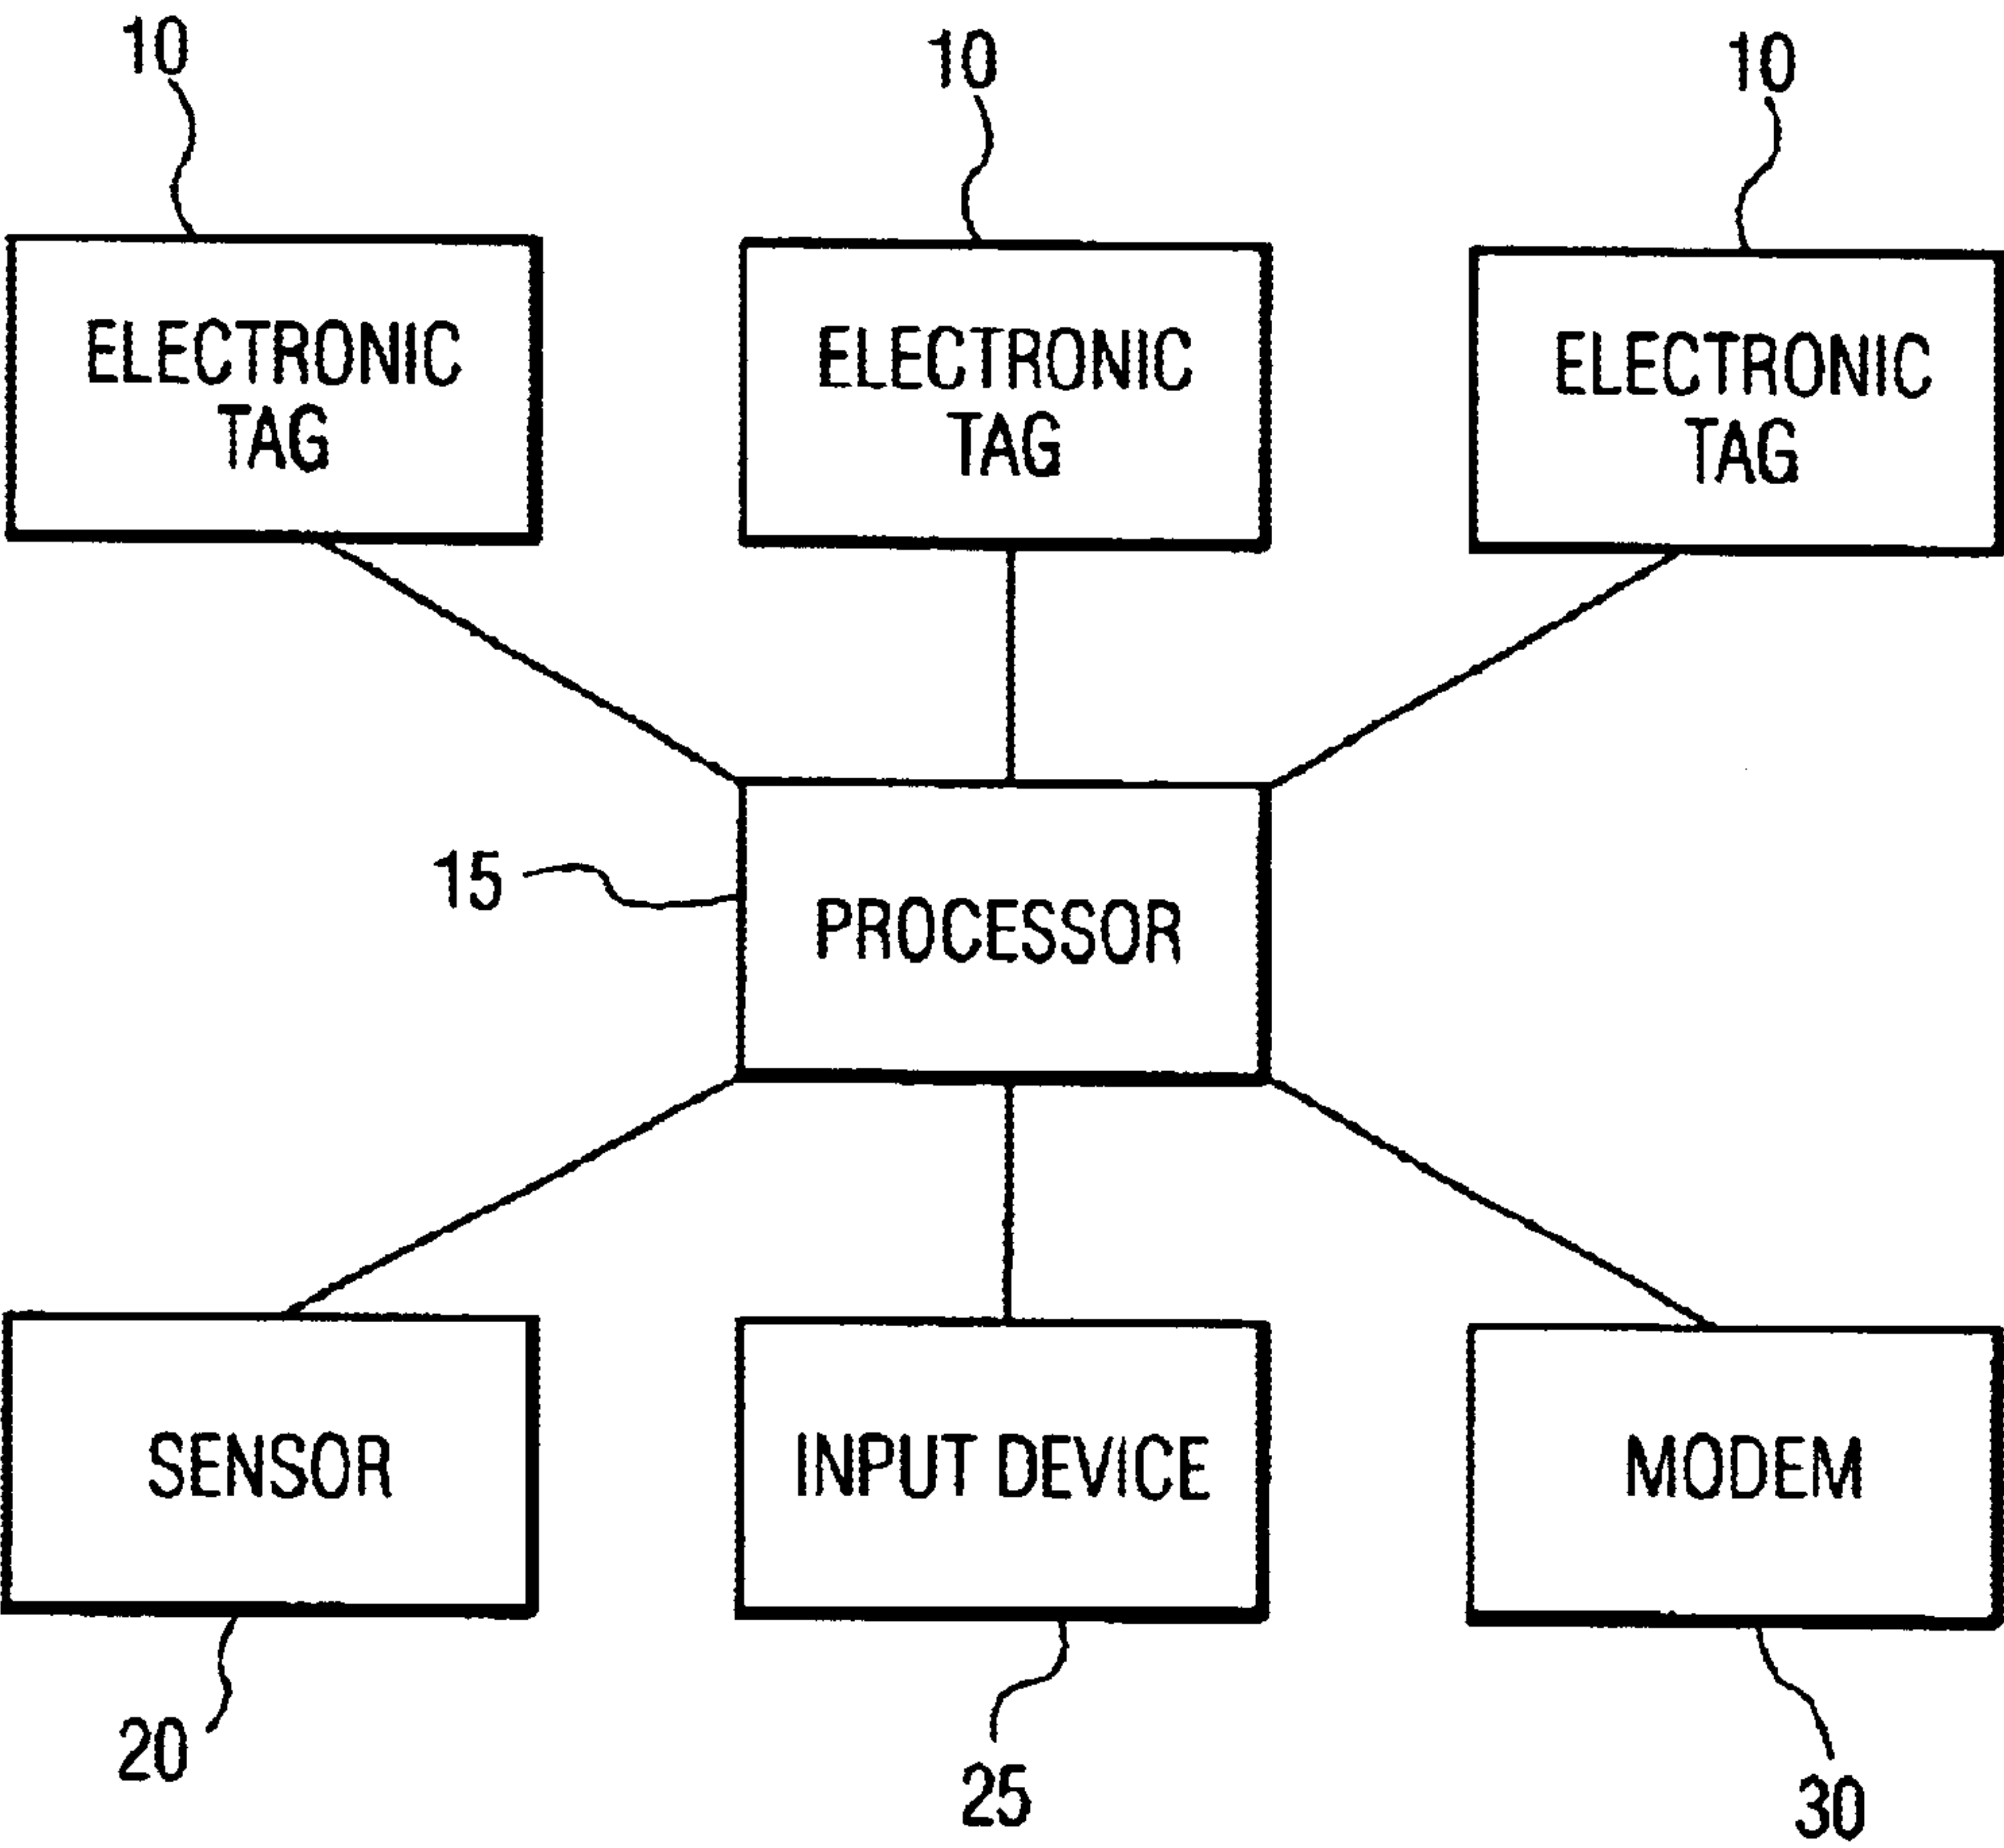 10 10 10
ELECTRONIC TAG
ELECTRONIC TAG
ELECTRONIC TAG
15
PROCESSOR
SENSOR
INPUT DEVICE
MODEM
20
25
30